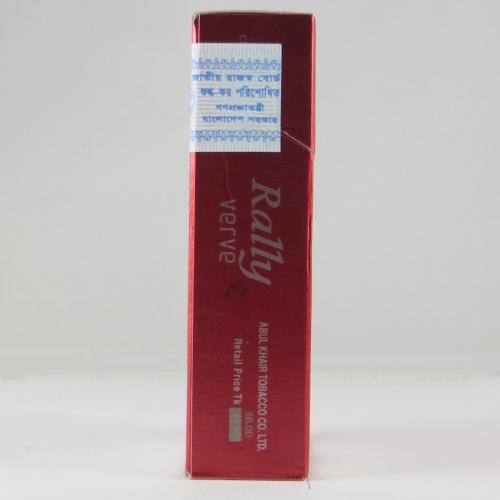 জাতীয় রাজস্ব বোর্ড
শুল্ক-কর পরিশোধিত
গণপ্রজাতন্ত্রী
বাংলাদেশ সরকার
Rally
verve
ABUL KHAIR TOBACCO CO. LTD.
56.00
Retail Price Tk